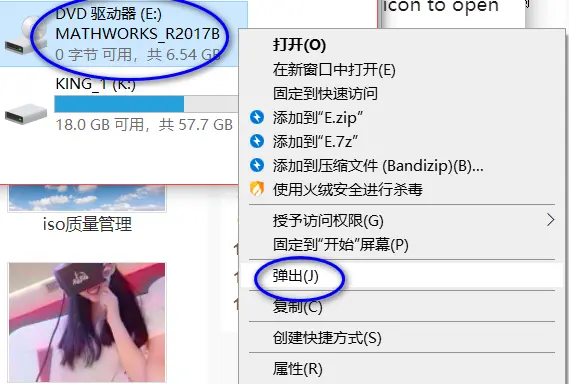 DVD 驱动器 (E:)
MATHWORKS_R2017B
0 字节 可用，共 6.54 GB
KING_1 (K:)
18.0 GB 可用，共 57.7 GB
iso质量管理
icon to open
打开(O)
在新窗口中打开(E)
固定到快速访问
添加到“E.zip”
添加到“E.7z”
添加到压缩文件 (Bandizip)(B)...
使用火绒安全进行杀毒
授予访问权限(G)
固定到“开始”屏幕(P)
弹出(J)
复制(C)
创建快捷方式(S)
属性(R)